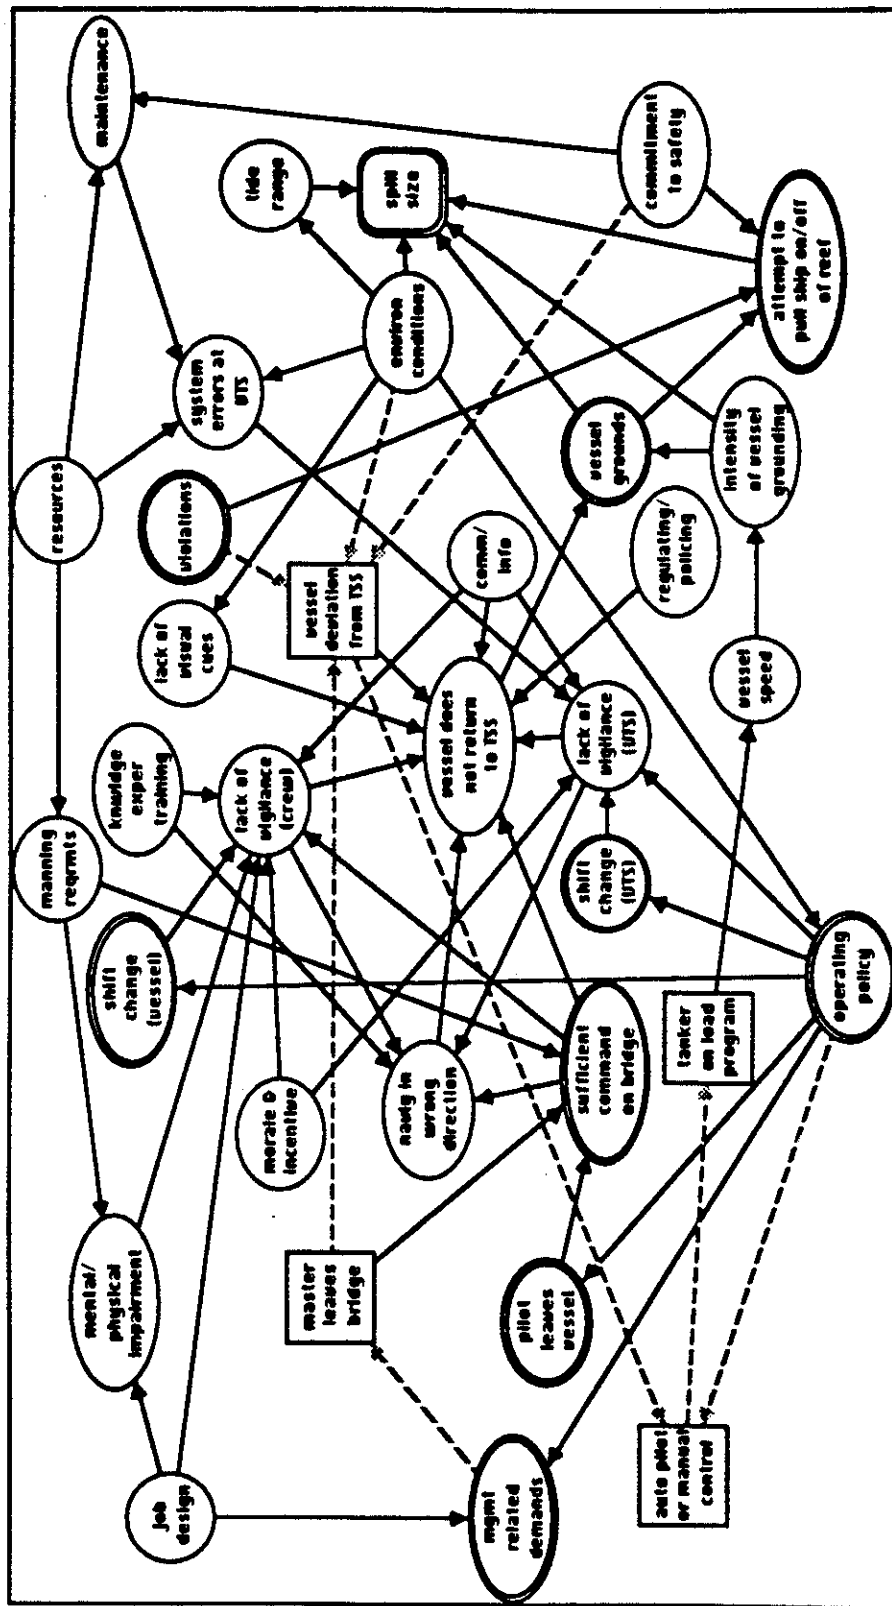 job
design
mental/
physical
impairment
manning
reqrmts
resources
maintenance
shift
change
(vessel)
knwldge
exper
training
lack of
visual
cues
violations
system
errors at
VTS
tide
range
morale &
incentive
lack of
vigilance
(crew)
master
leaves
bridge
vessel
deviation
from TSS
environ
conditions
spill
size
mgmt
related
demands
navig in
wrong
direction
vessel does
not return
to TSS
comm/
info
pilot
leaves
vessel
sufficient
command
on bridge
shift
change
(VTS)
lack of
vigilance
(VTS)
regulating/
policing
vessel
grounds
commitment
to safety
auto pilot
or manual
control
tanker
on load
program
vessel
speed
intensity
of vessel
grounding
attempt to
pull ship on/off
of reef
operating
policy